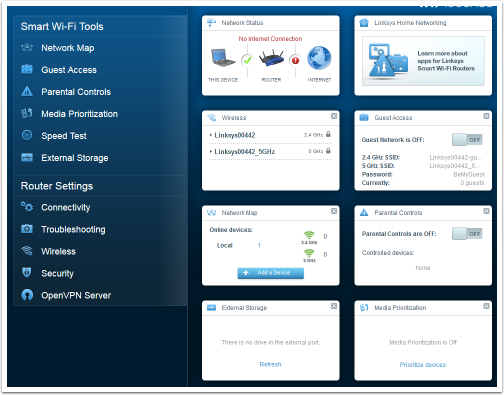 Smart Wi-Fi Tools
Network Map
Guest Access
Parental Controls
Media Prioritization
Speed Test
External Storage
Router Settings
Connectivity
Troubleshooting
Wireless
Security
OpenVPN Server
Network Status
No Internet Connection
THIS DEVICE ROUTER INTERNET
Linksys Home Networking
Learn more about
apps for Linksys
Smart Wi-Fi Routers
Wireless
Linksys00442 2.4 GHz
Linksys00442_5GHz 5 GHz
Guest Access
Guest Network is OFF: OFF
2.4 GHz SSID: Linksys00442-gu...
5 GHz SSID: Linksys00442_5...
Password: BeMyGuest
Currently: 0 guests
Network Map
Online devices:
Local 1
0
2.4 GHz
0
5 GHz
+ Add a Device
Parental Controls
Parental Controls are OFF: OFF
Controlled devices:
None
External Storage
There is no drive in the external port.
Refresh
Media Prioritization
Media Prioritization is Off
Prioritize devices